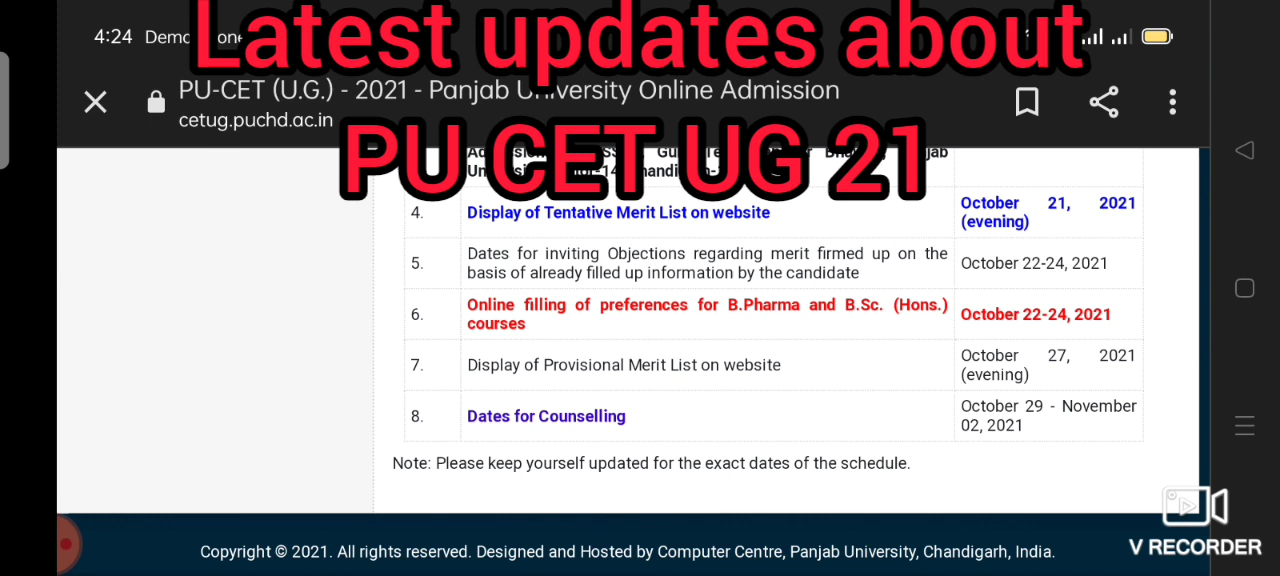 Latest updates about
PU CET UG 21
4:24
PU-CET (U.G.) - 2021 - Panjab University Online Admission
cetug.puchd.ac.in
4. Display of Tentative Merit List on website October 21, 2021
(evening)
5. Dates for inviting Objections regarding merit firmed up on the
basis of already filled up information by the candidate October 22-24, 2021
6. Online filling of preferences for B.Pharma and B.Sc. (Hons.)
courses October 22-24, 2021
7. Display of Provisional Merit List on website October 27, 2021
(evening)
8. Dates for Counselling October 29 - November
02, 2021
Note: Please keep yourself updated for the exact dates of the schedule.
Copyright © 2021. All rights reserved. Designed and Hosted by Computer Centre, Panjab University, Chandigarh, India.
V RECORDER